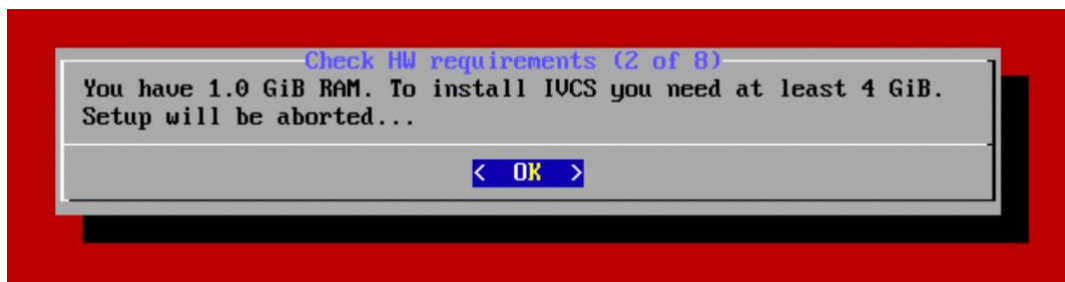 Check HW requirements (2 of 8)
You have 1.0 GiB RAM. To install IVCS you need at least 4 GiB.
Setup will be aborted...
< OK >